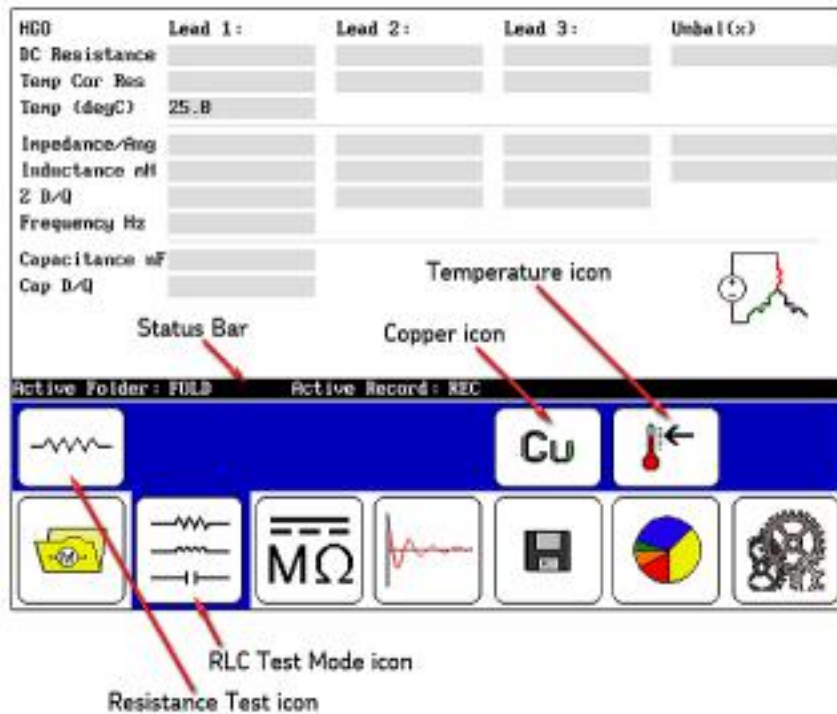 HCO Lead 1: Lead 2: Lead 3: Unbal(x)
DC Resistance
Temp Cor Res
Temp (degC) 25.0
Impedance/Ang
Inductance mH
Z D/Q
Frequency Hz
Capacitance mF
Cap D/Q
Temperature icon
Status Bar
Copper icon
Active Folder: FOLD Active Record: REC
Cu
M
MΩ
RLC Test Mode icon
Resistance Test icon